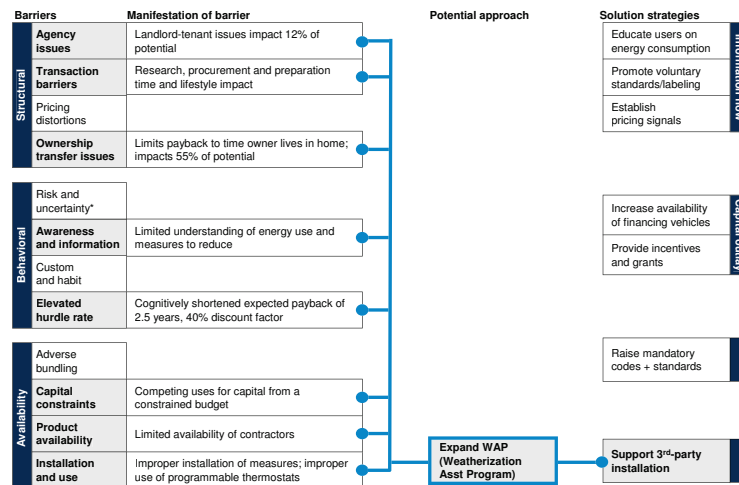 Barriers
Manifestation of barrier
Potential approach
Solution strategies
Structural
Agency
issues
Landlord-tenant issues impact 12% of
potential
Transaction
barriers
Research, procurement and preparation
time and lifestyle impact
Pricing
distortions
Ownership
transfer issues
Limits payback to time owner lives in home;
impacts 55% of potential
Behavioral
Risk and
uncertainty*
Awareness
and information
Limited understanding of energy use and
measures to reduce
Custom
and habit
Elevated
hurdle rate
Cognitively shortened expected payback of
2.5 years, 40% discount factor
Availability
Adverse
bundling
Capital
constraints
Competing uses for capital from a
constrained budget
Product
availability
Limited availability of contractors
Installation
and use
Improper installation of measures; improper
use of programmable thermostats
Expand WAP
(Weatherization
Asst Program)
Educate users on
energy consumption
Promote voluntary
standards/labeling
Establish
pricing signals
Information flow
Increase availability
of financing vehicles
Provide incentives
and grants
Capital outlay
Raise mandatory
codes + standards
Support 3rd-party
installation